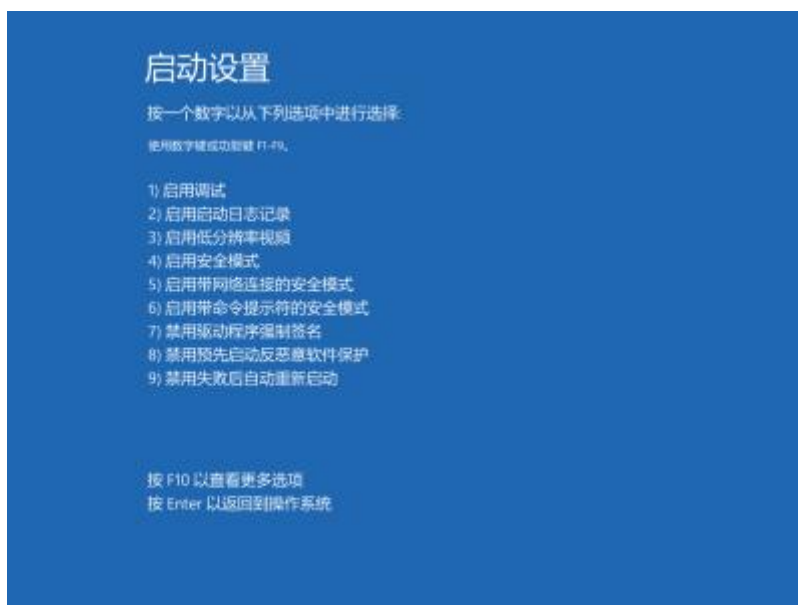 启动设置
按一个数字以从下列选项中进行选择:
使用数字键或功能键 F1-F9。
1) 启用调试
2) 启用启动日志记录
3) 启用低分辨率视频
4) 启用安全模式
5) 启用带网络连接的安全模式
6) 启用带命令提示符的安全模式
7) 禁用驱动程序强制签名
8) 禁用预先启动反恶意软件保护
9) 禁用失败后自动重新启动
按 F10 以查看更多选项
按 Enter 以返回到操作系统